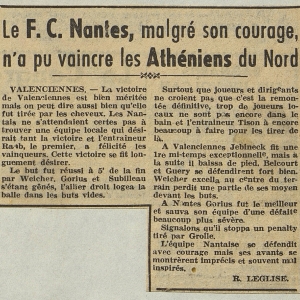 Le F. C. Nantes, malgré son courage,
n'a pu vaincre les Athéniens du Nord
VALENCIENNES. — La victoire
de Valenciennes est bien méritée
mais on peut dire aussi bien qu'elle
fut tirée par les cheveux. Les Nan-
tais ne s'attendaient certes pas à
trouver une équipe locale qui dési-
rait tant la victoire et l'entraîneur
Raab, le premier, a félicité les
vainqueurs. Cette victoire se fit lon-
guement désirer.
Le but fut réussi à 5' de la fin
par Weicher, Gorius et Subilleau
s'étant gênés, l'ailier droit logea la
balle dans les buts vides.
Surtout que joueurs et dirigeants
ne croient pas que c'est la remon-
tée définitive, trop de joueurs lo-
caux ne sont pas encore dans le
bain et l'entraîneur Tison a encore
beaucoup à faire pour les diriger.
A Valenciennes Jebineck fit une
1re mi-temps exceptionnelle, mais à
la suite il baissa de pied. Belcourt
et Guery se défendirent fort bien.
Weicher excella au centre du ter-
rain perdit une partie de ses moyens
devant les buts.
A Nantes Gorius fut le meilleur
et sauva son équipe d'une défaite
beaucoup plus sévère.
Signalons qu'il stoppa un penalty
tiré par Grolle.
L'équipe Nantaise se défendit
avec courage mais ses avants se
montrèrent imprécis et souvent mal
inspirés.
R. LEGLISE.